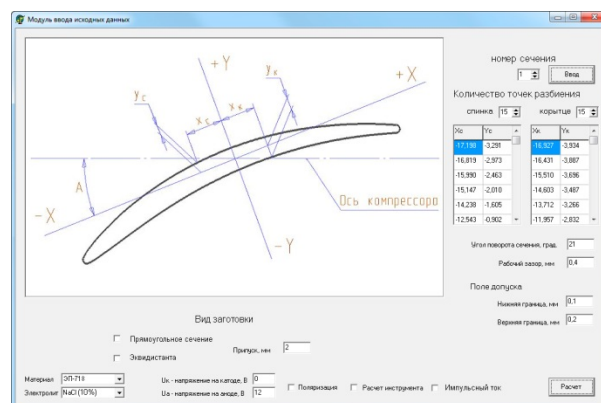 Модуль ввода исходных данных
номер сечения
1 Ввод
Количество точек разбиения
спинка 15 корытце 15
Xc Yc Xк Yк
-17,198 -3,291 -16,927 -3,934
-16,819 -2,973 -16,431 -3,887
-15,990 -2,463 -15,510 -3,696
-15,147 -2,010 -14,603 -3,487
-14,238 -1,605 -13,712 -3,266
-12,543 -0,902 -11,957 -2,832
+Y
+X
yс
yк
xс
xк
A
-X
-Y
Ось компрессора
Угол поворота сечения, град. 21
Рабочий зазор, мм 0,4
Поле допуска
Нижняя граница, мм 0,1
Верхняя граница, мм 0,2
Вид заготовки
Прямоугольное сечение
Эквидистанта
Припуск, мм 2
Материал ЭП-718
Электролит NaCl (10%)
Uк - напряжение на катоде, В 0
Uа - напряжение на аноде, В 12
Поляризация Расчет инструмента Импульсный ток
Расчет